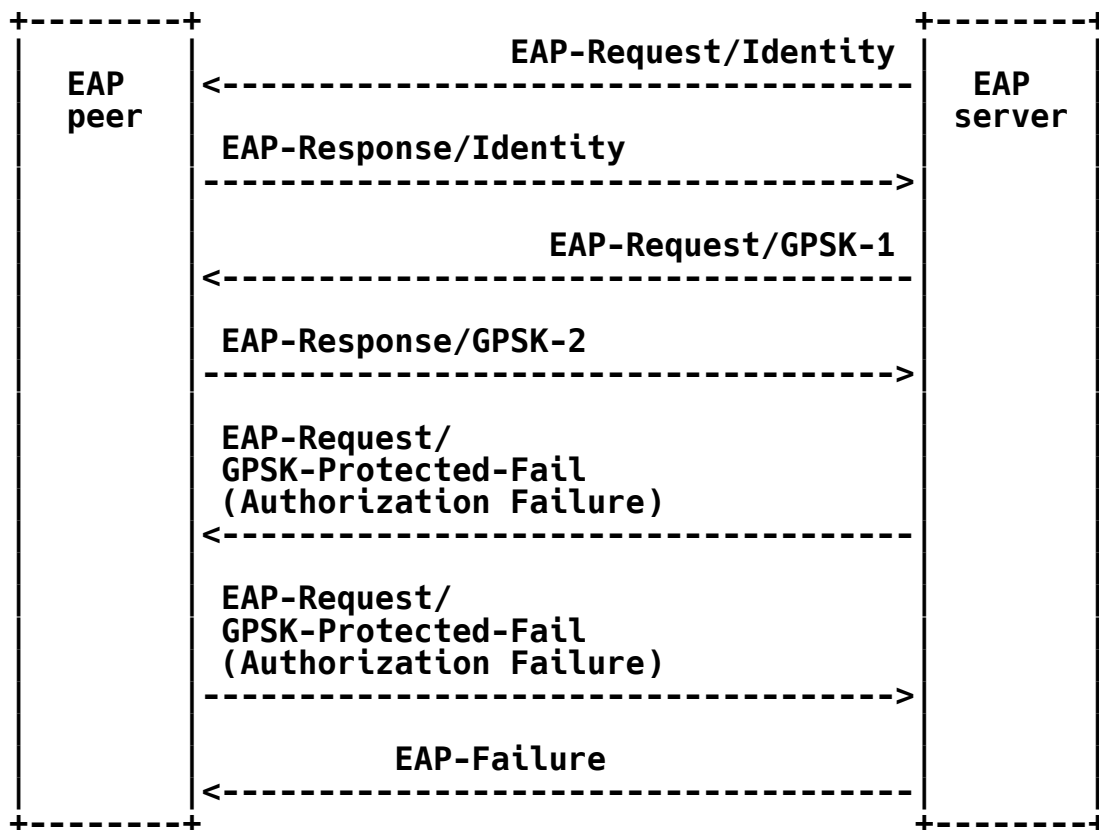 +--------+                                      +--------+
|        |                EAP-Request/Identity  |        |
|  EAP   |<------------------------------------|  EAP   |
|  peer  |                                      | server |
|        | EAP-Response/Identity                |        |
|        |------------------------------------>|        |
|        |                  EAP-Request/GPSK-1  |        |
|        |<------------------------------------|        |
|        | EAP-Response/GPSK-2                  |        |
|        |------------------------------------>|        |
|        | EAP-Request/                         |        |
|        | GPSK-Protected-Fail                  |        |
|        | (Authorization Failure)              |        |
|        |<------------------------------------|        |
|        | EAP-Request/                         |        |
|        | GPSK-Protected-Fail                  |        |
|        | (Authorization Failure)              |        |
|        |------------------------------------>|        |
|        |          EAP-Failure                 |        |
|        |<------------------------------------|        |
+--------+                                      +--------+